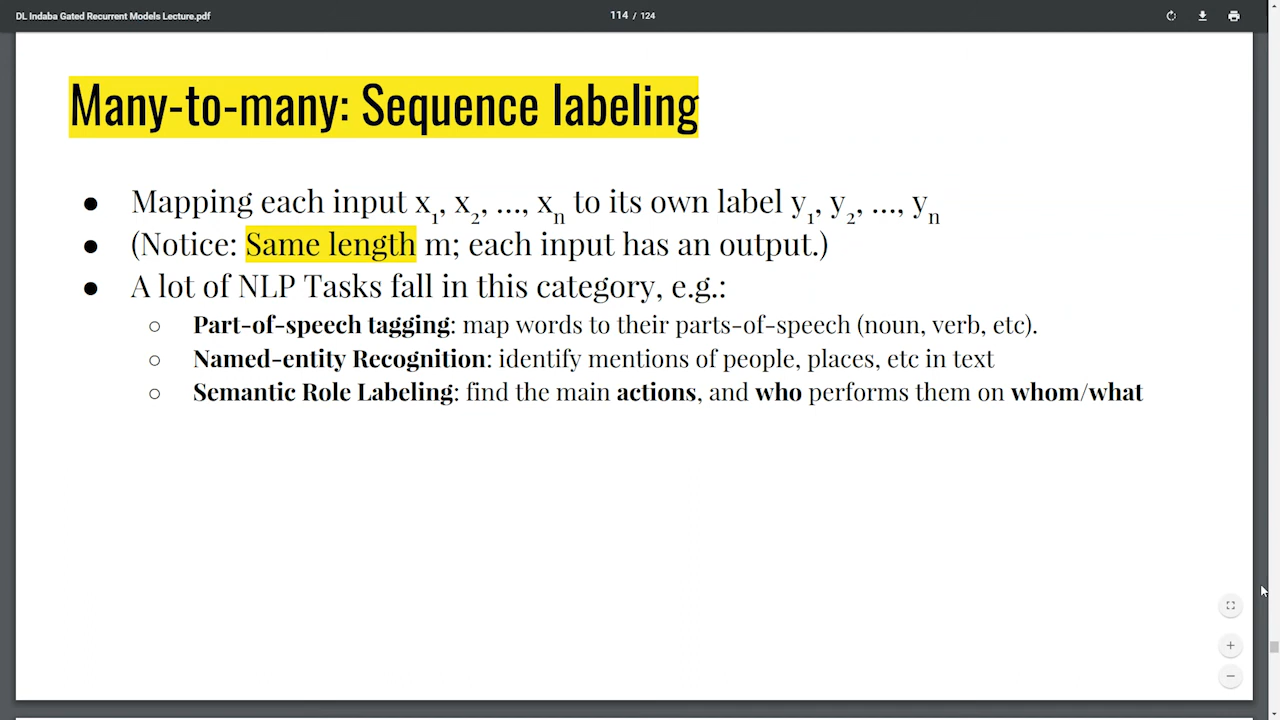 DL Indaba Gated Recurrent Models Lecture.pdf
114 / 124
Many-to-many: Sequence labeling
● Mapping each input x₁, x₂, ..., xₙ to its own label y₁, y₂, ..., yₙ
● (Notice: Same length m; each input has an output.)
● A lot of NLP Tasks fall in this category, e.g.:
○ Part-of-speech tagging: map words to their parts-of-speech (noun, verb, etc).
○ Named-entity Recognition: identify mentions of people, places, etc in text
○ Semantic Role Labeling: find the main actions, and who performs them on whom/what